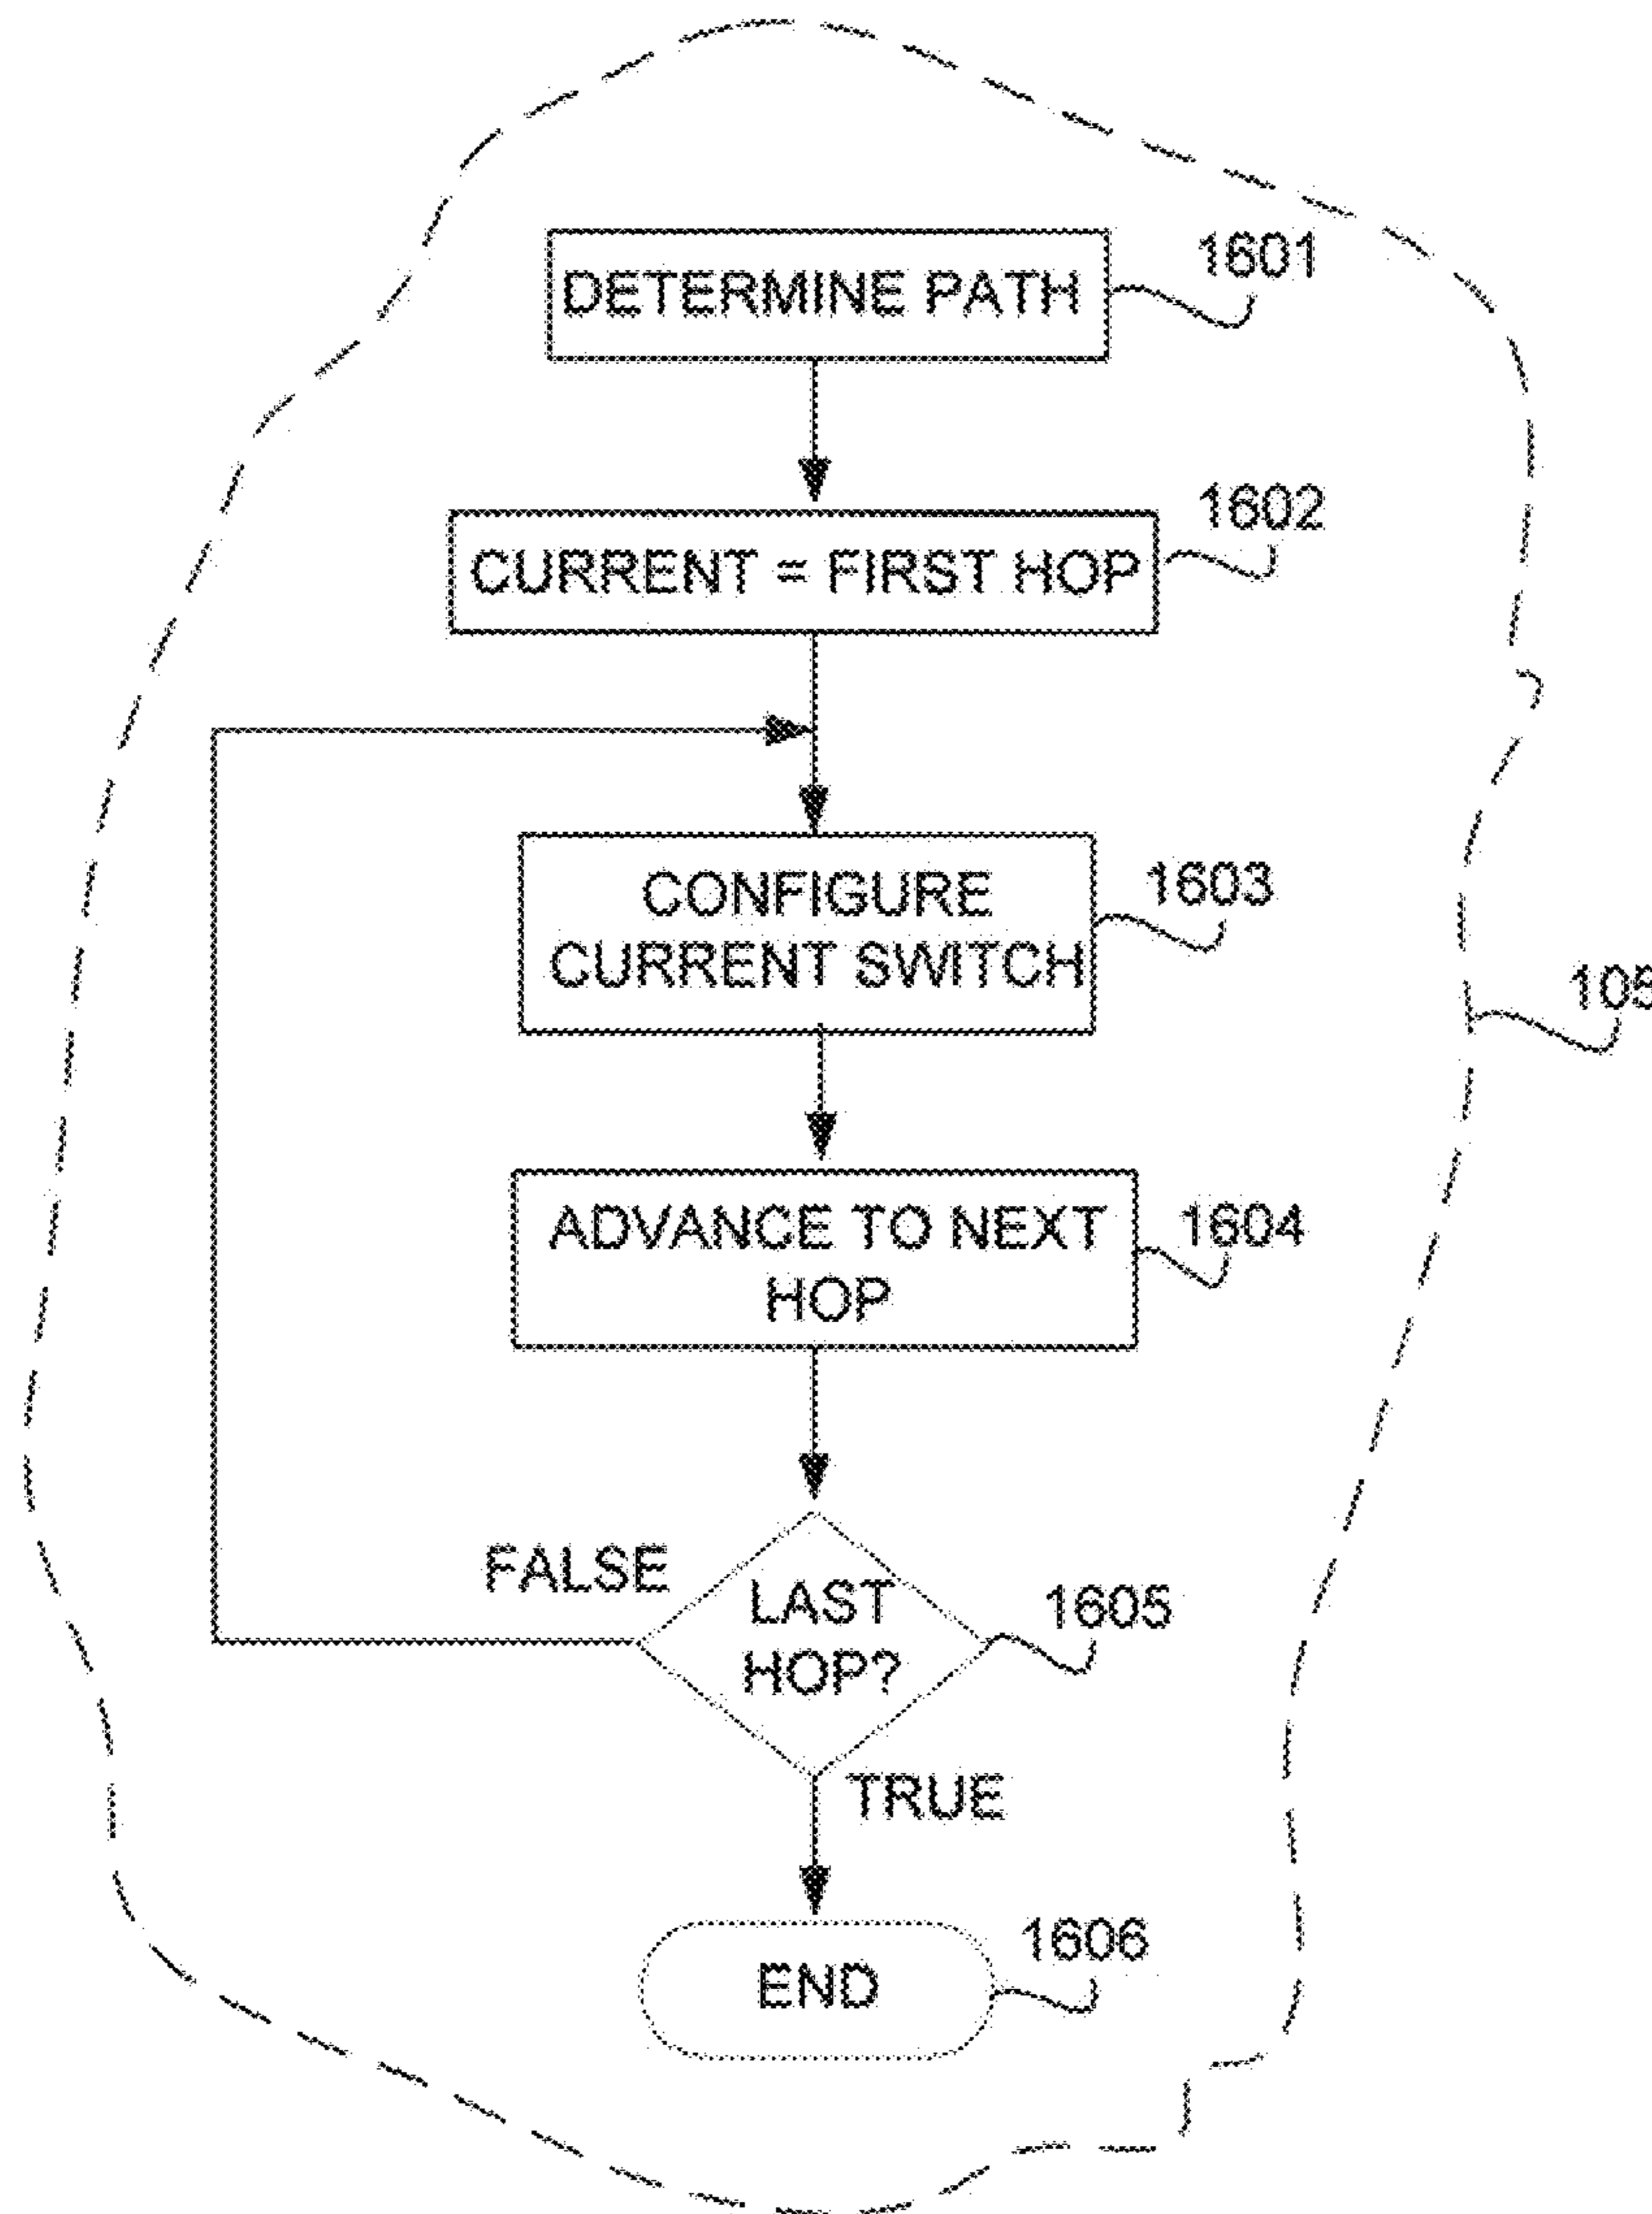 DETERMINE PATH
1601
CURRENT = FIRST HOP
1602
CONFIGURE
CURRENT SWITCH
1603
105
ADVANCE TO NEXT
HOP
1604
FALSE
LAST
HOP?
1605
TRUE
END
1606